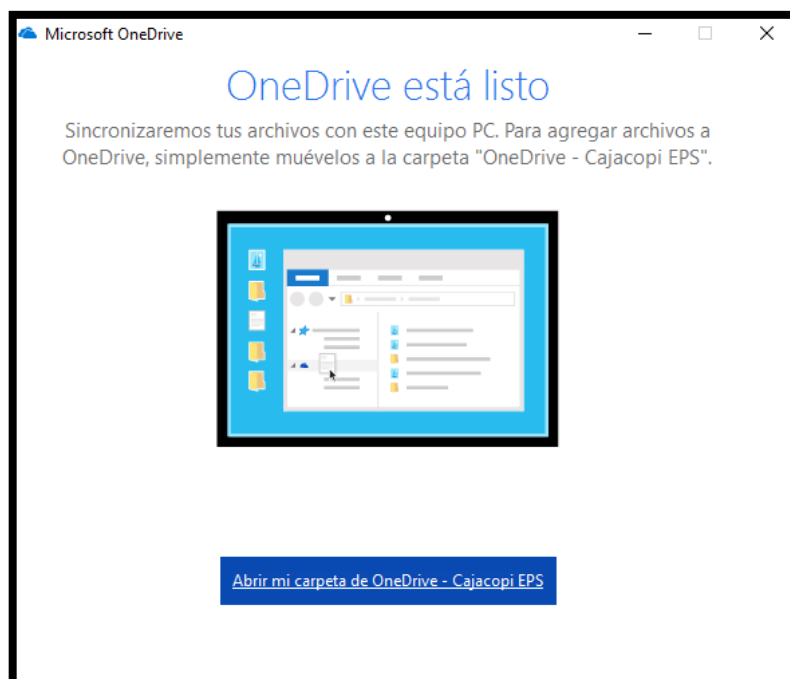 Microsoft OneDrive
OneDrive está listo
Sincronizaremos tus archivos con este equipo PC. Para agregar archivos a
OneDrive, simplemente muévelos a la carpeta "OneDrive - Cajacopi EPS".
Abrir mi carpeta de OneDrive - Cajacopi EPS